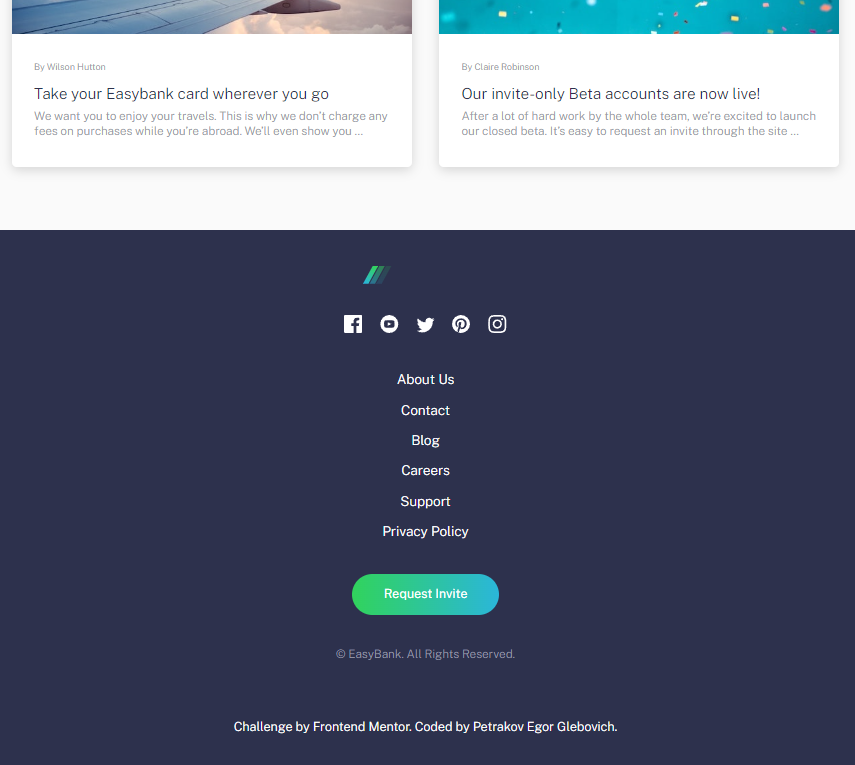 By Wilson Hutton
Take your Easybank card wherever you go
We want you to enjoy your travels. This is why we don’t charge any
fees on purchases while you’re abroad. We’ll even show you ...
By Claire Robinson
Our invite-only Beta accounts are now live!
After a lot of hard work by the whole team, we’re excited to launch
our closed beta. It’s easy to request an invite through the site ...
About Us
Contact
Blog
Careers
Support
Privacy Policy
Request Invite
© EasyBank. All Rights Reserved.
Challenge by Frontend Mentor. Coded by Petrakov Egor Glebovich.